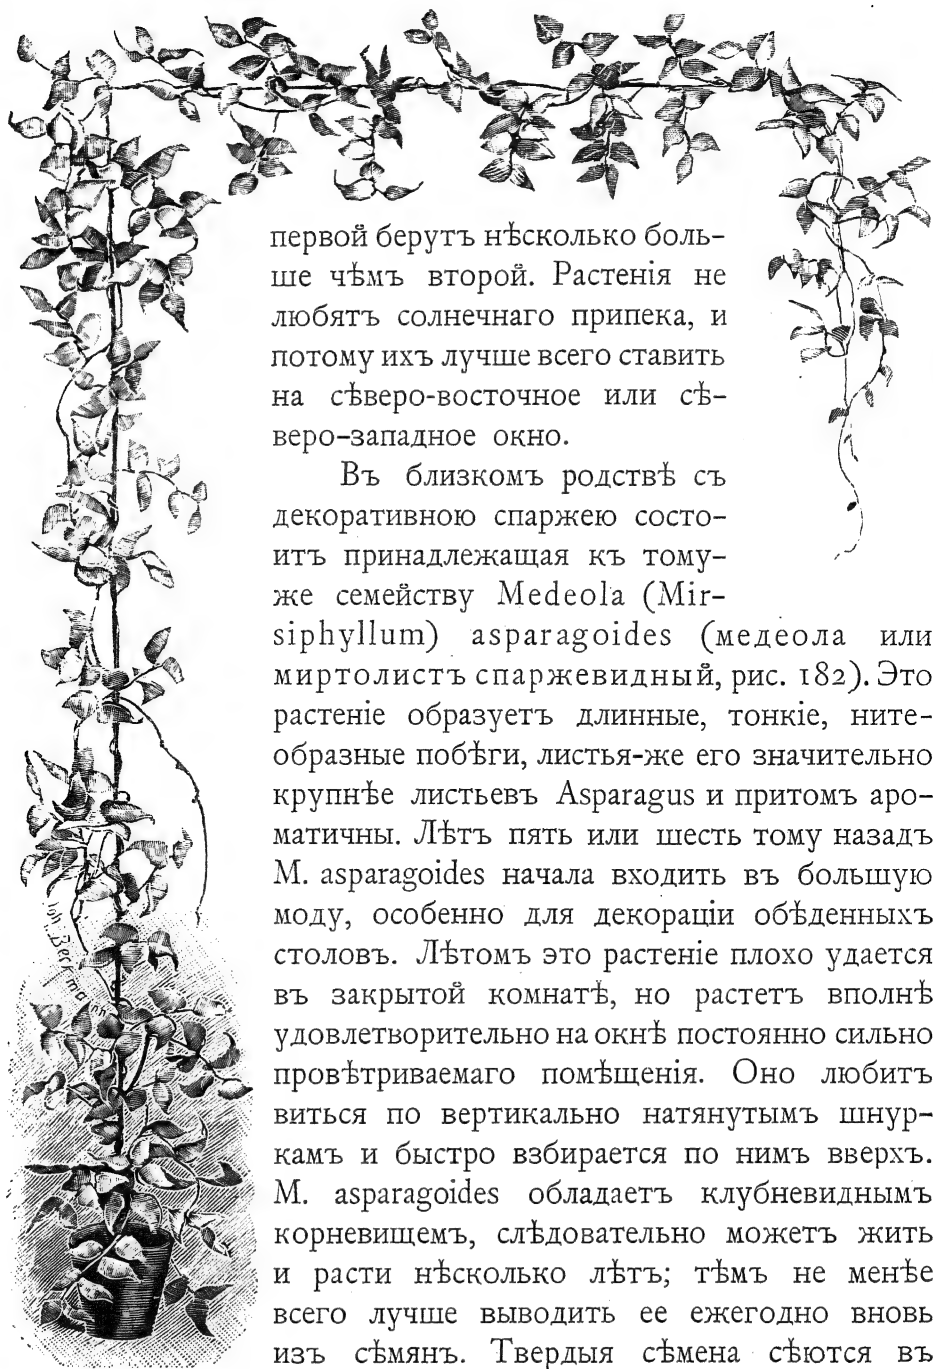 первой берутъ нѣсколько боль-
ше чѣмъ второй. Растенія не
любятъ солнечнаго припека, и
потому ихъ лучше всего ставить
на сѣверо-восточное или сѣ-
веро-западное окно.
Въ близкомъ родствѣ съ
декоративною спаржею состо-
итъ принадлежащая къ тому-
же семейству Medeola (Mir-
siphyllum) asparagoides (медеола или
миртолистъ спаржевидный, рис. 182). Это
растеніе образуетъ длинные, тонкіе, ните-
образные побѣги, листья-же его значительно
крупнѣе листьевъ Asparagus и притомъ аро-
матичны. Лѣтъ пять или шесть тому назадъ
M. asparagoides начала входить въ большую
моду, особенно для декораціи обѣденныхъ
столовъ. Лѣтомъ это растеніе плохо удается
въ закрытой комнатѣ, но растетъ вполнѣ
удовлетворительно на окнѣ постоянно сильно
провѣтриваемаго помѣщенія. Оно любитъ
виться по вертикально натянутымъ шнур-
камъ и быстро взбирается по нимъ вверхъ.
M. asparagoides обладаетъ клубневиднымъ
корневищемъ, слѣдовательно можетъ жить
и расти нѣсколько лѣтъ; тѣмъ не менѣе
всего лучше выводить ее ежегодно вновь
изъ сѣмянъ. Твердыя сѣмена сѣются въ
Joh.